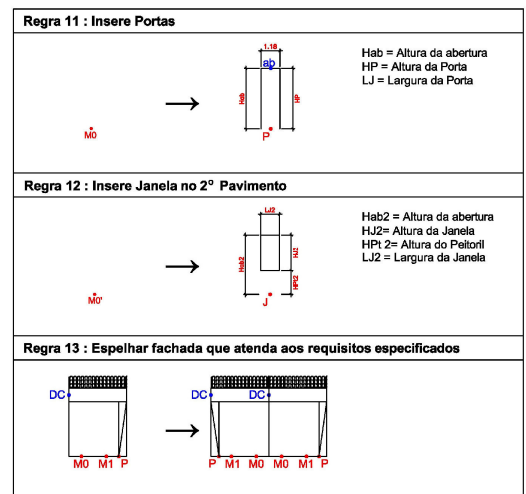 Regra 11 : Insere Portas
1.18
ab
Hab
HP
M0
P
Hab = Altura da abertura
HP = Altura da Porta
LJ = Largura da Porta
Regra 12 : Insere Janela no 2º Pavimento
LJ2
Hab2
HJ2
HPt2
M0'
J
Hab2 = Altura da abertura
HJ2= Altura da Janela
HPt 2= Altura do Peitoril
LJ2 = Largura da Janela
Regra 13 : Espelhar fachada que atenda aos requisitos especificados
DC
DC
DC
M0 M1 P
P M1 M0 M0 M1 P